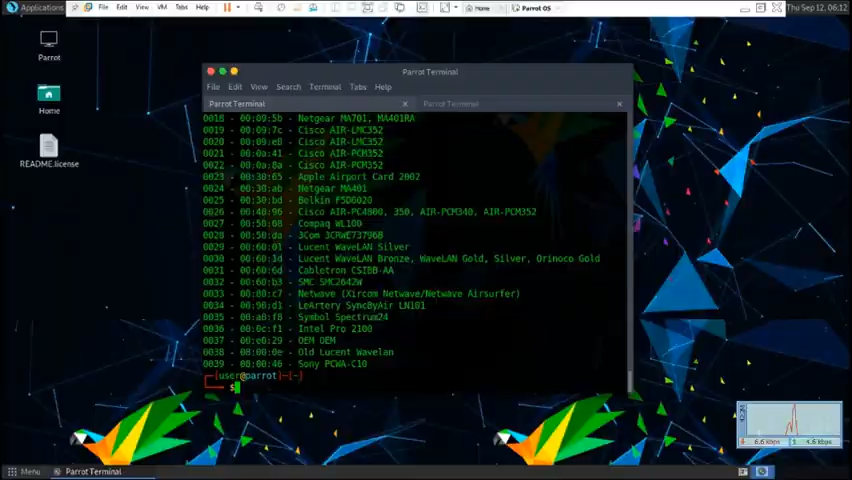 Applications
File Edit View VM Tabs Help
Home
Parrot OS
Thu Sep 12, 06:12
Parrot
Home
README.license
Parrot Terminal
File Edit View Search Terminal Tabs Help
Parrot Terminal
Parrot Terminal
0018 - 00:09:5b - Netgear MA701, MA401RA
0019 - 00:09:7c - Cisco AIR-LMC352
0020 - 00:09:e8 - Cisco AIR-LMC352
0021 - 00:0a:41 - Cisco AIR-PCM352
0022 - 00:0a:8a - Cisco AIR-PCM352
0023 - 00:30:65 - Apple Airport Card 2002
0024 - 00:30:ab - Netgear MA401
0025 - 00:30:bd - Belkin F5D6020
0026 - 00:40:96 - Cisco AIR-PC4800, 350, AIR-PCM340, AIR-PCM352
0027 - 00:50:08 - Compaq WL100
0028 - 00:50:da - 3Com 3CRWE737968
0029 - 00:60:01 - Lucent WaveLAN Silver
0030 - 00:60:1d - Lucent WaveLAN Bronze, WaveLAN Gold, Silver, Orinoco Gold
0031 - 00:60:6d - Cabletron CSIBB-AA
0032 - 00:60:b3 - SMC SMC2642W
0033 - 00:80:c7 - Netwave (Xircom Netwave/Netwave Airsurfer)
0034 - 00:90:d1 - LeArtery SyncByAir LN101
0035 - 00:a0:f8 - Symbol Spectrum24
0036 - 00:0c:f1 - Intel Pro 2100
0037 - 00:e0:29 - OEM OEM
0038 - 08:00:0e - Old Lucent Wavelan
0039 - 08:00:46 - Sony PCWA-C10
[user@parrot]-[~]
$
6.6 kbps 4.6 kbps
Menu
Parrot Terminal